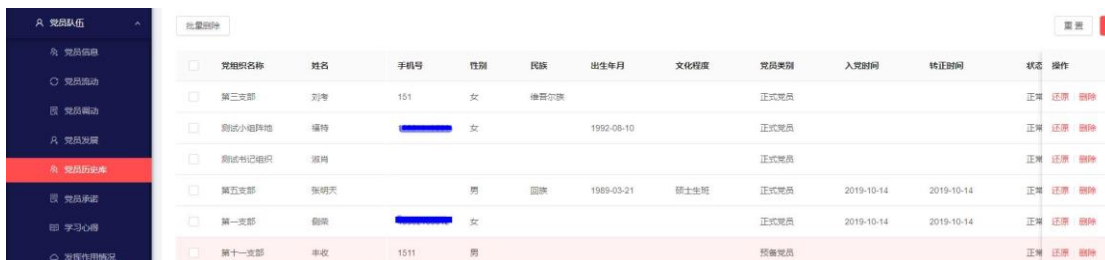 党员队伍
党员信息
党员流动
党员调动
党员发展
党员历史库
党员承诺
学习心得
发挥作用情况
批量删除
重置
党组织名称 姓名 手机号 性别 民族 出生年月 文化程度 党员类别 入党时间 转正时间 状态 操作
第三支部 刘考 151 女 维吾尔族 正式党员 正常 还原 删除
测试小组阵地 福特 女 1992-08-10 正式党员 正常 还原 删除
测试书记组织 正式党员 正常 还原 删除
第五支部 张明天 男 回族 1989-03-21 硕士生班 正式党员 2019-10-14 2019-10-14 正常 还原 删除
第一支部 女 正式党员 2019-10-14 2019-10-14 正常 还原 删除
第十一支部 丰收 1511 男 预备党员 正常 还原 删除